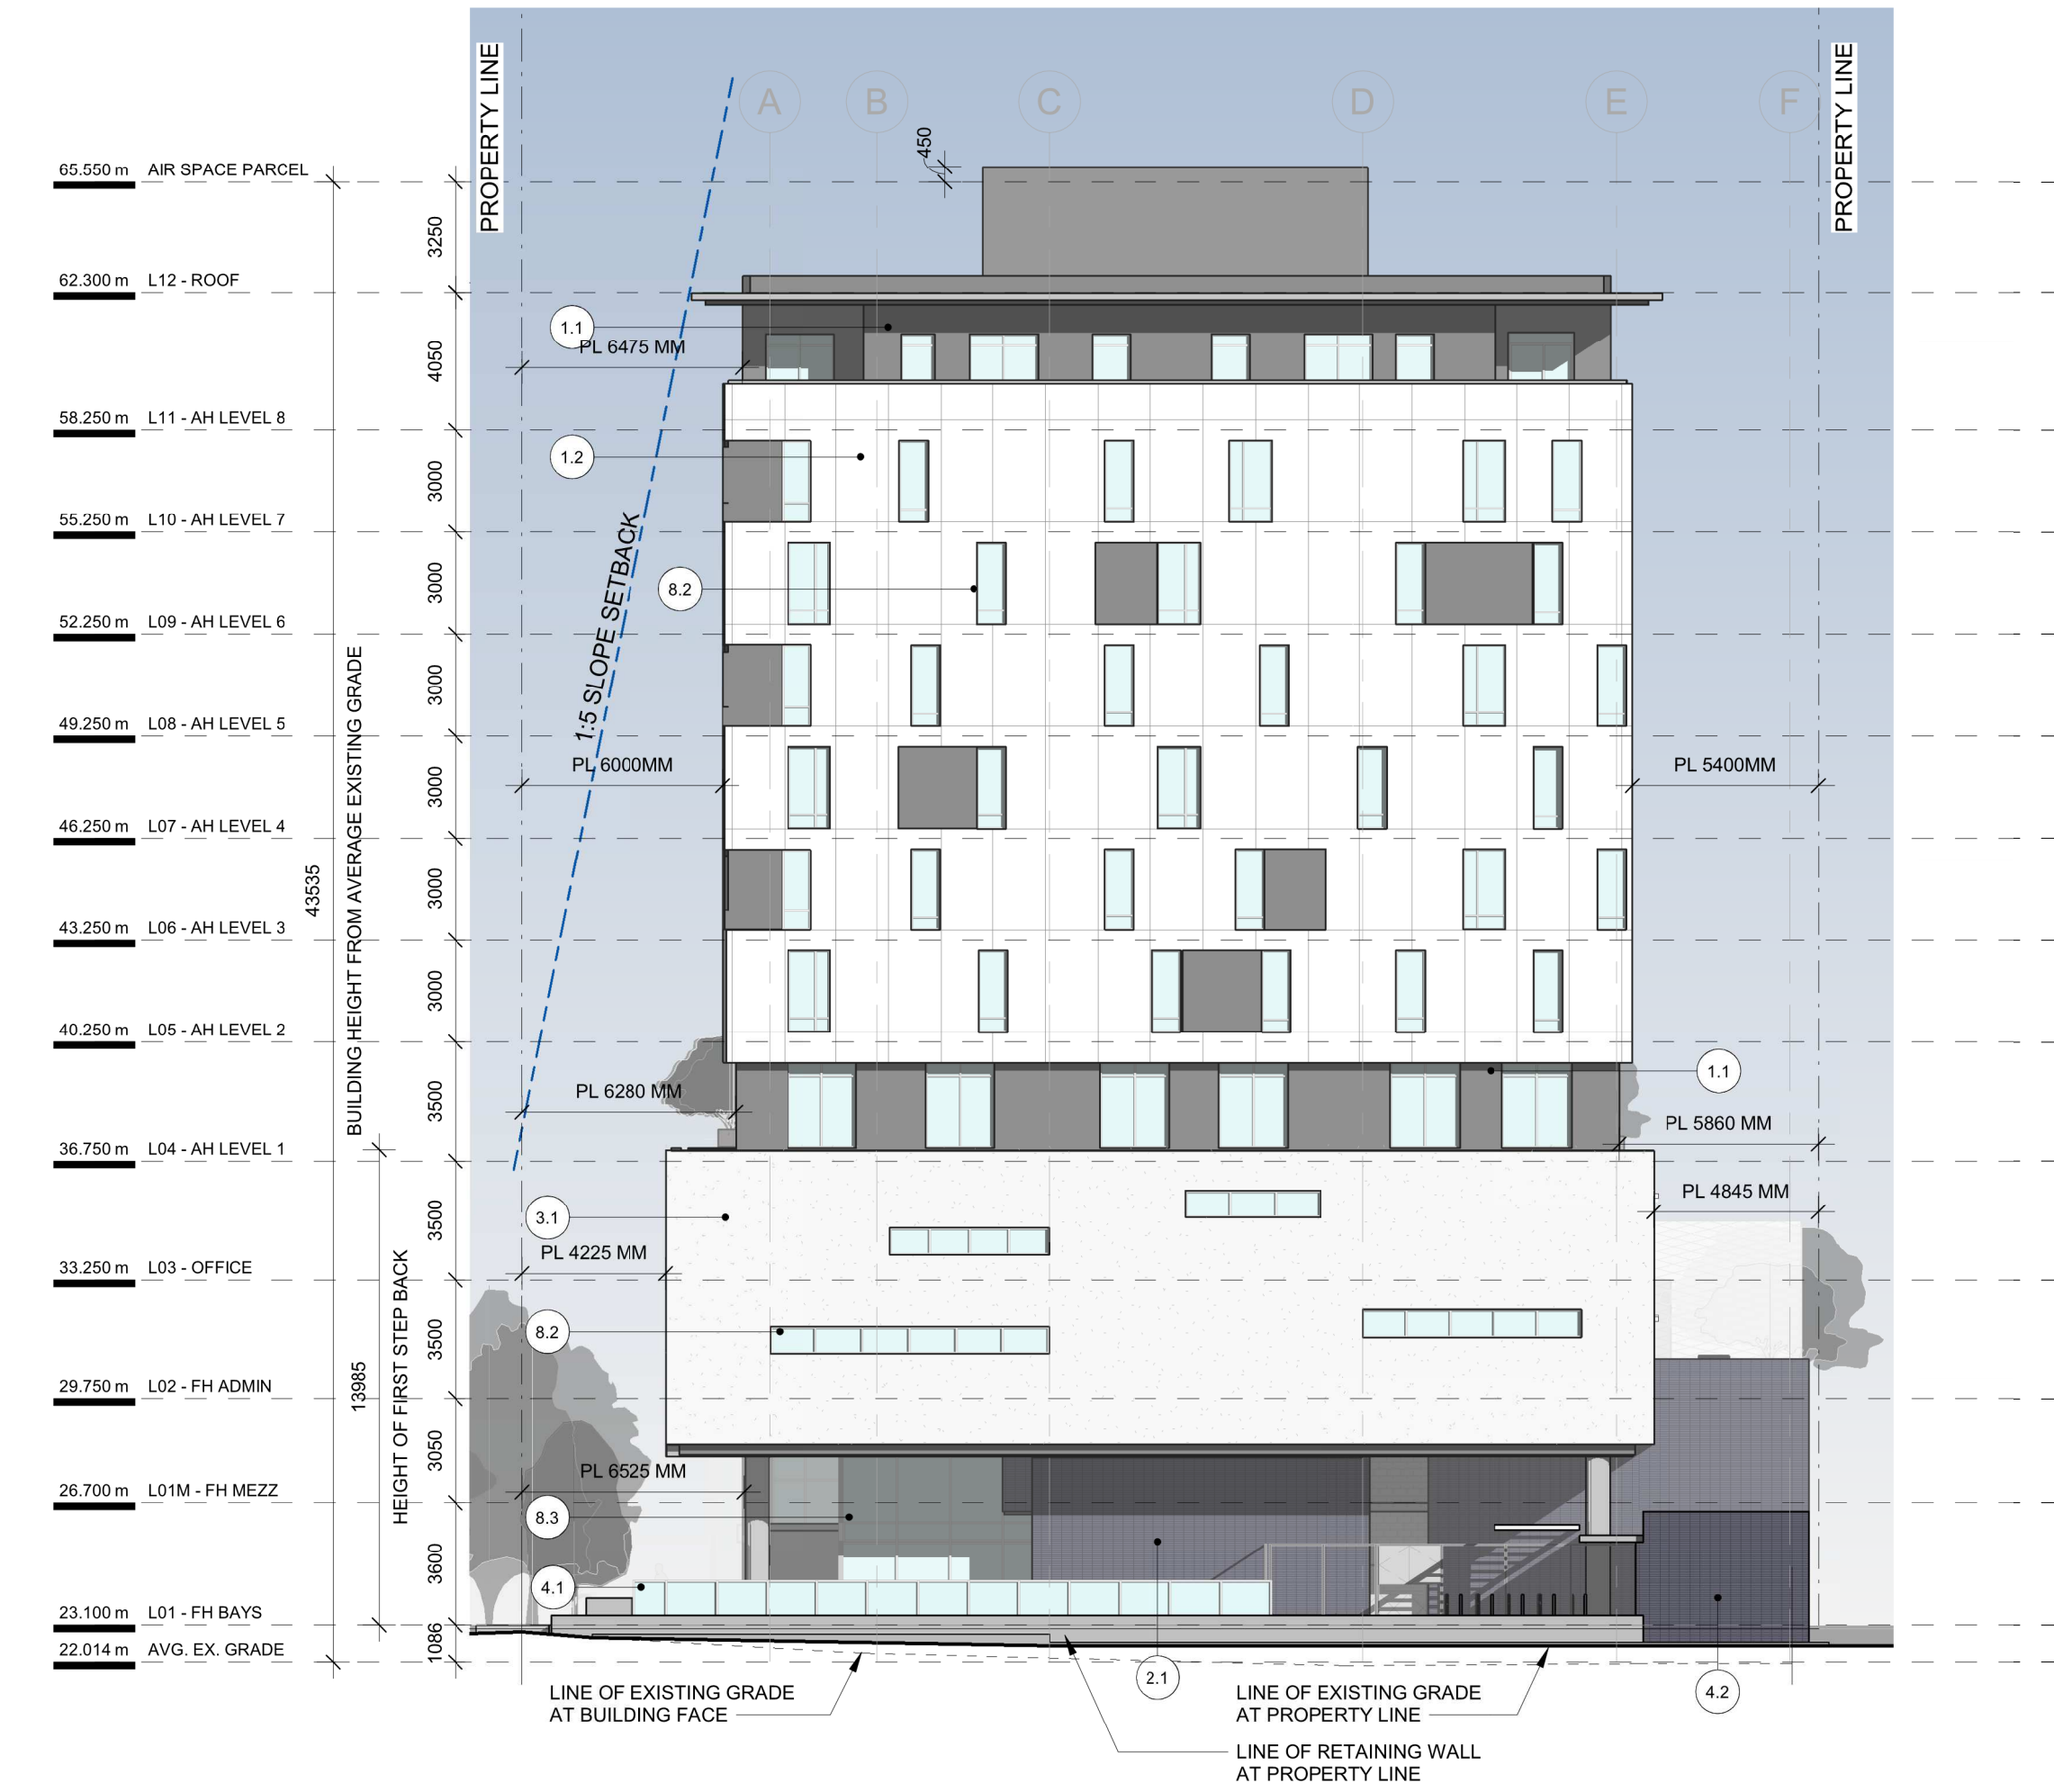 PROPERTY LINE
PROPERTY LINE
A
B
C
D
E
F
450
65.550 m AIR SPACE PARCEL
3250
62.300 m L12 - ROOF
1.1
PL 6475 MM
4050
58.250 m L11 - AH LEVEL 8
1.2
3000
55.250 m L10 - AH LEVEL 7
8.2
3000
1:5 SLOPE SETBACK
52.250 m L09 - AH LEVEL 6
3000
49.250 m L08 - AH LEVEL 5
PL 6000MM
PL 5400MM
3000
46.250 m L07 - AH LEVEL 4
43535
BUILDING HEIGHT FROM AVERAGE EXISTING GRADE
3000
43.250 m L06 - AH LEVEL 3
3000
40.250 m L05 - AH LEVEL 2
1.1
PL 6280 MM
3500
PL 5860 MM
36.750 m L04 - AH LEVEL 1
PL 4845 MM
3.1
3500
PL 4225 MM
33.250 m L03 - OFFICE
8.2
3500
13985
HEIGHT OF FIRST STEP BACK
29.750 m L02 - FH ADMIN
3050
PL 6525 MM
26.700 m L01M - FH MEZZ
8.3
3600
4.1
23.100 m L01 - FH BAYS
1086
22.014 m AVG. EX. GRADE
2.1
4.2
LINE OF EXISTING GRADE
AT BUILDING FACE
LINE OF EXISTING GRADE
AT PROPERTY LINE
LINE OF RETAINING WALL
AT PROPERTY LINE